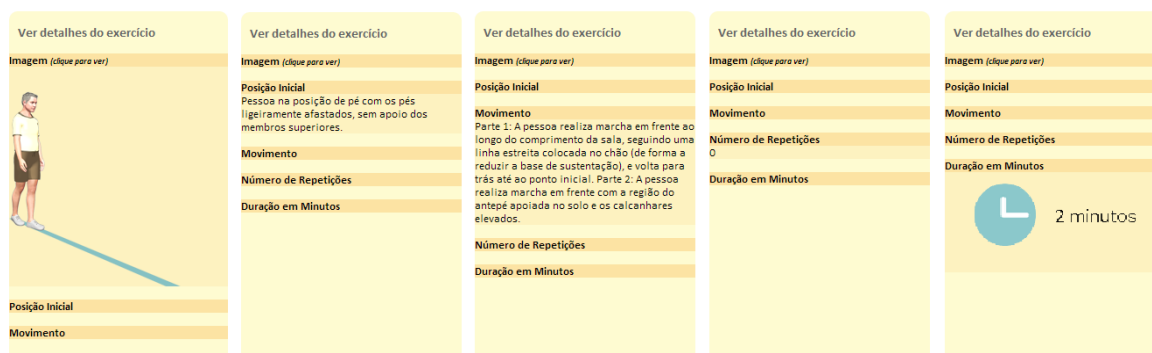 Ver detalhes do exercício
Imagem (clique para ver)
Posição Inicial
Movimento
Ver detalhes do exercício
Imagem (clique para ver)
Posição Inicial
Pessoa na posição de pé com os pés
ligeiramente afastados, sem apoio dos
membros superiores.
Movimento
Número de Repetições
Duração em Minutos
Ver detalhes do exercício
Imagem (clique para ver)
Posição Inicial
Movimento
Parte 1: A pessoa realiza marcha em frente ao
longo do comprimento da sala, seguindo uma
linha estreita colocada no chão (de forma a
reduzir a base de sustentação), e volta para
trás até ao ponto inicial. Parte 2: A pessoa
realiza marcha em frente com a região do
antepé apoiada no solo e os calcanhares
elevados.
Número de Repetições
Duração em Minutos
Ver detalhes do exercício
Imagem (clique para ver)
Posição Inicial
Movimento
Número de Repetições
0
Duração em Minutos
Ver detalhes do exercício
Imagem (clique para ver)
Posição Inicial
Movimento
Número de Repetições
Duração em Minutos
2 minutos